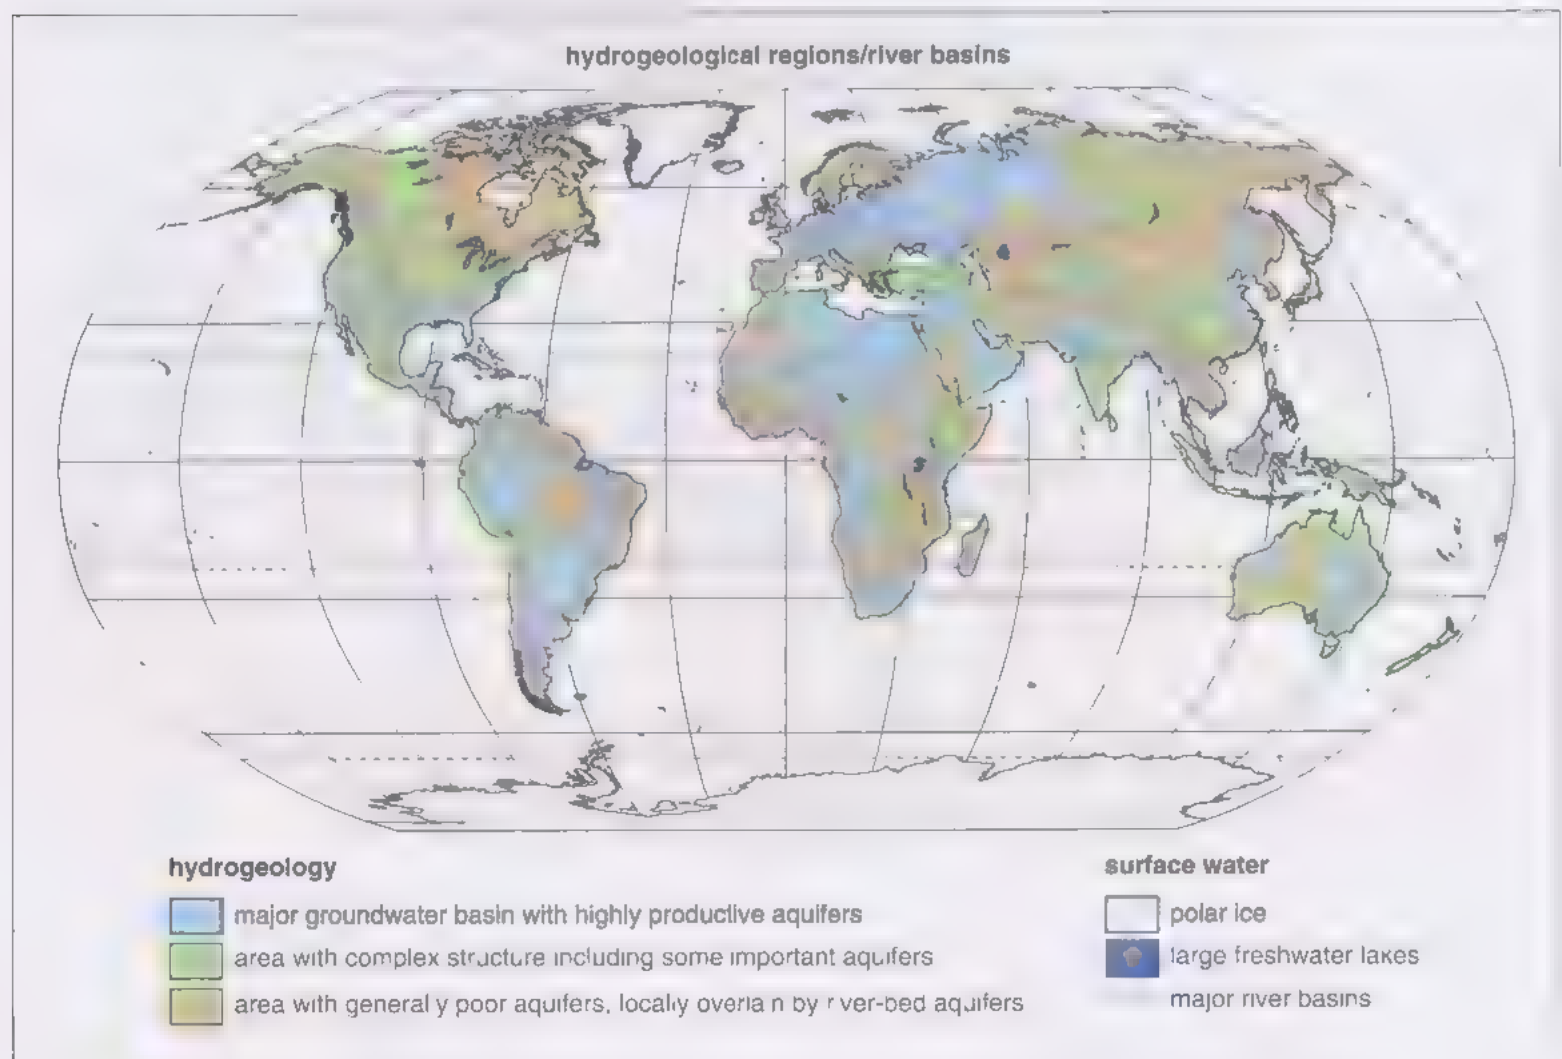 hydrogeological regions/river basins
hydrogeology
major groundwater basin with highly productive aquifers
area with complex structure including some important aquifers
area with generally poor aquifers, locally overlain by river-bed aquifers
surface water
polar ice
large freshwater lakes
major river basins